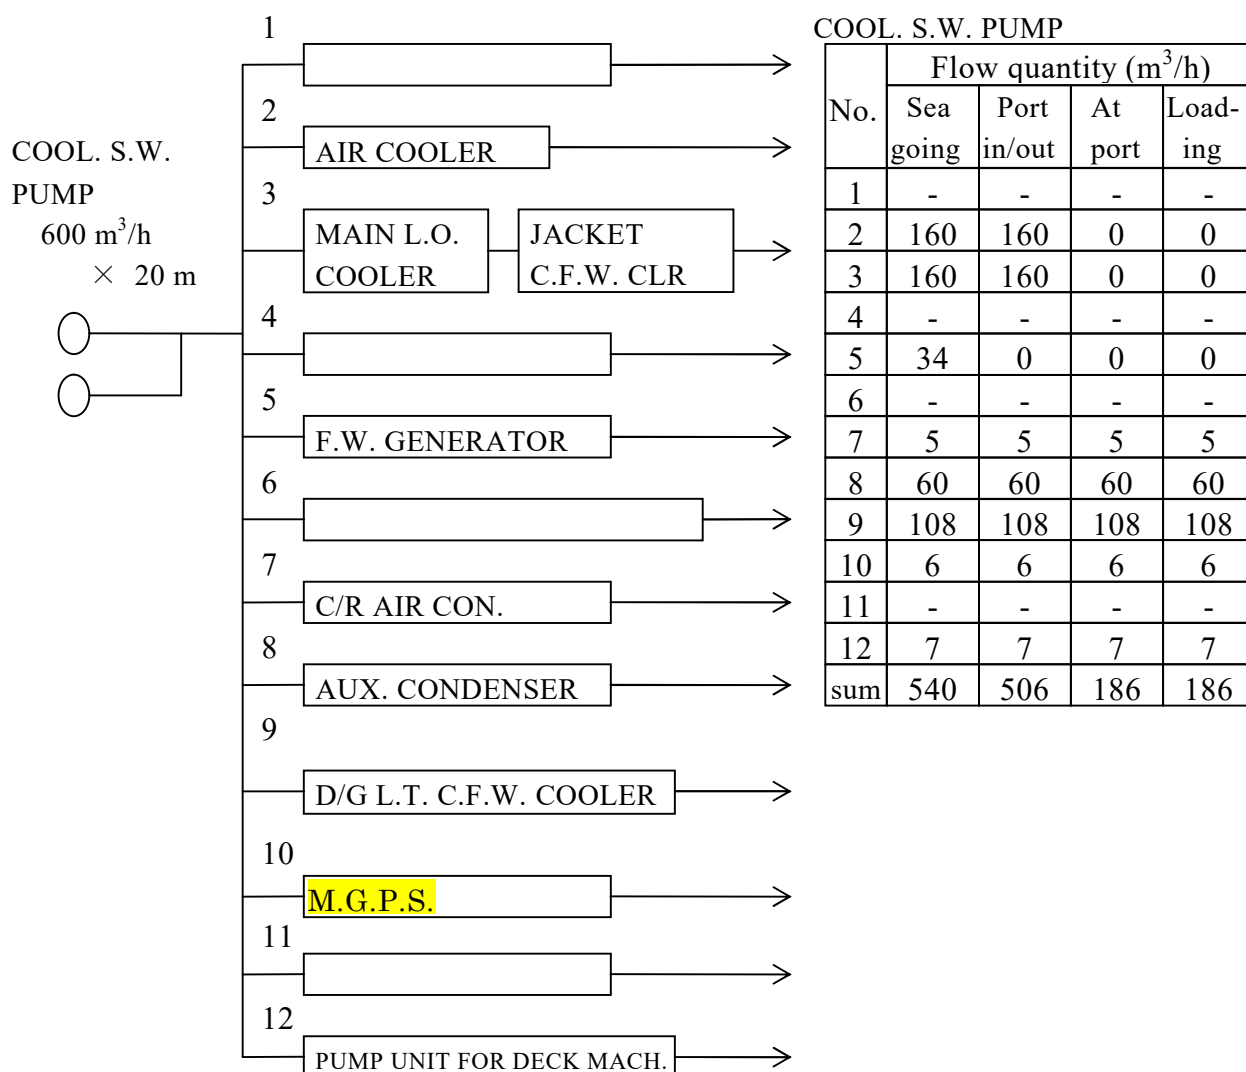 COOL. S.W.
PUMP
600 m³/h
× 20 m
1
2
AIR COOLER
3
MAIN L.O.
COOLER
JACKET
C.F.W. CLR
4
5
F.W. GENERATOR
6
7
C/R AIR CON.
8
AUX. CONDENSER
9
D/G L.T. C.F.W. COOLER
10
M.G.P.S.
11
12
PUMP UNIT FOR DECK MACH.
COOL. S.W. PUMP
No. Flow quantity (m³/h)
Sea going Port in/out At port Load-ing
1 - - - -
2 160 160 0 0
3 160 160 0 0
4 - - - -
5 34 0 0 0
6 - - - -
7 5 5 5 5
8 60 60 60 60
9 108 108 108 108
10 6 6 6 6
11 - - - -
12 7 7 7 7
sum 540 506 186 186